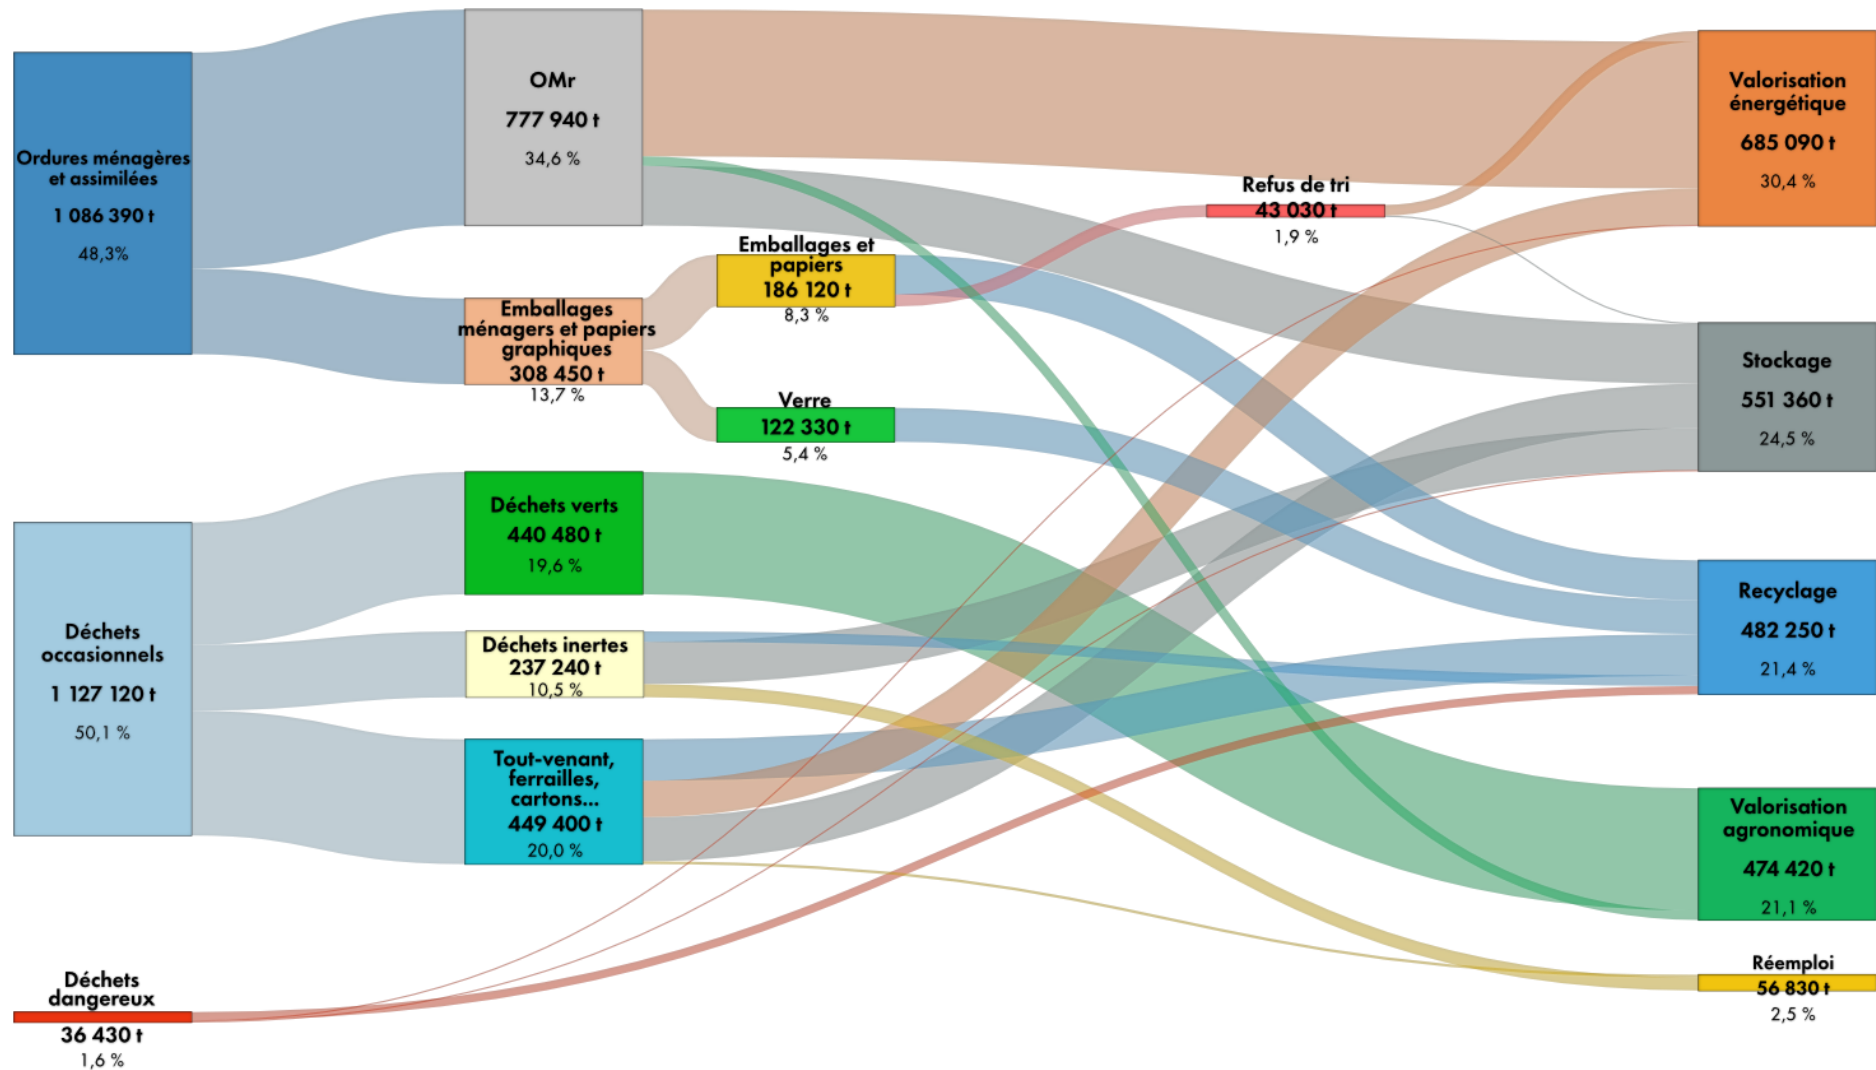 Ordures ménagères
et assimilées
1 086 390 t
48,3%
Déchets
occasionnels
1 127 120 t
50,1 %
Déchets
dangereux
36 430 t
1,6 %
OMr
777 940 t
34,6 %
Emballages
ménagers et papiers
graphiques
308 450 t
13,7 %
Déchets verts
440 480 t
19,6 %
Déchets inertes
237 240 t
10,5 %
Tout-venant,
ferrailles,
cartons...
449 400 t
20,0 %
Emballages et
papiers
186 120 t
8,3 %
Verre
122 330 t
5,4 %
Refus de tri
43 030 t
1,9 %
Valorisation
énergétique
685 090 t
30,4 %
Stockage
551 360 t
24,5 %
Recyclage
482 250 t
21,4 %
Valorisation
agronomique
474 420 t
21,1 %
Réemploi
56 830 t
2,5 %